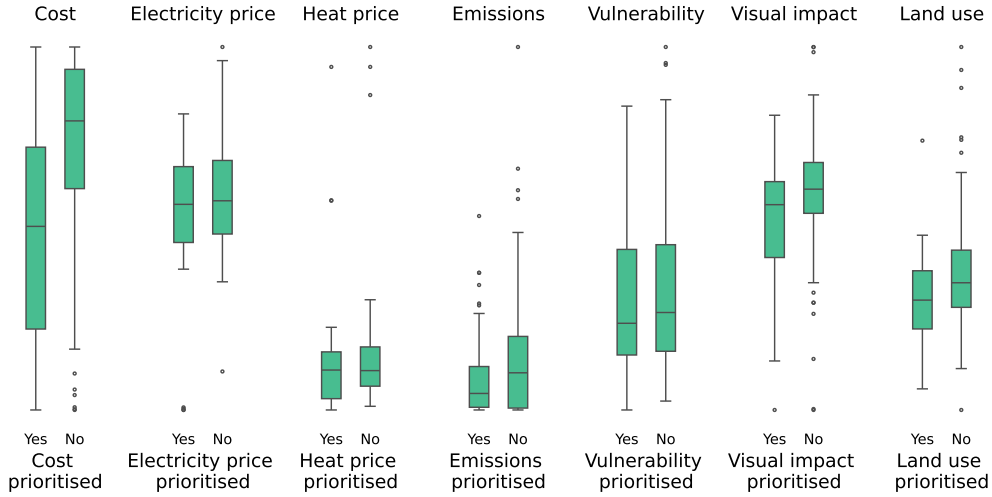 Cost Electricity price Heat price Emissions Vulnerability Visual impact Land use
Yes No Yes No Yes No Yes No Yes No Yes No Yes No
Cost Electricity price Heat price Emissions Vulnerability Visual impact Land use
prioritised prioritised prioritised prioritised prioritised prioritised prioritised